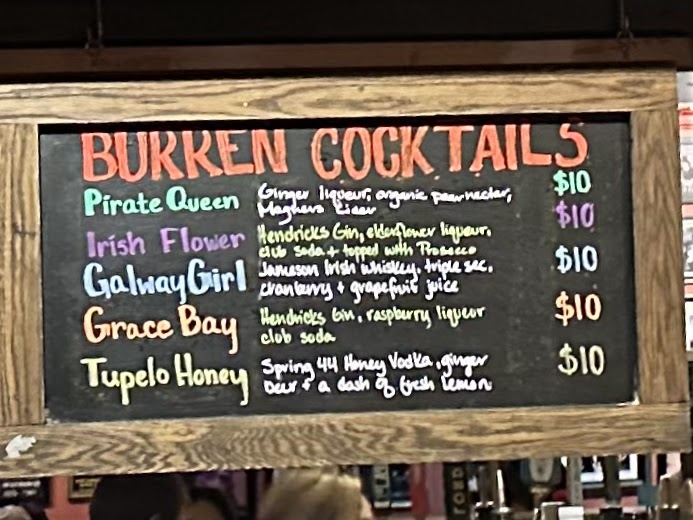 BURREN COCKTAILS
Pirate Queen Ginger liqueur, organic pear nectar, $10
Magners Cider
Irish Flower Hendricks Gin, elderflower liqueur, $10
club soda + topped with Prosecco
Galway Girl Jameson Irish whiskey, triple sec, $10
cranberry + grapefruit juice
Grace Bay Hendricks Gin, raspberry liqueur $10
club soda
Tupelo Honey Spring 44 Honey Vodka, ginger $10
beer + a dash of fresh lemon